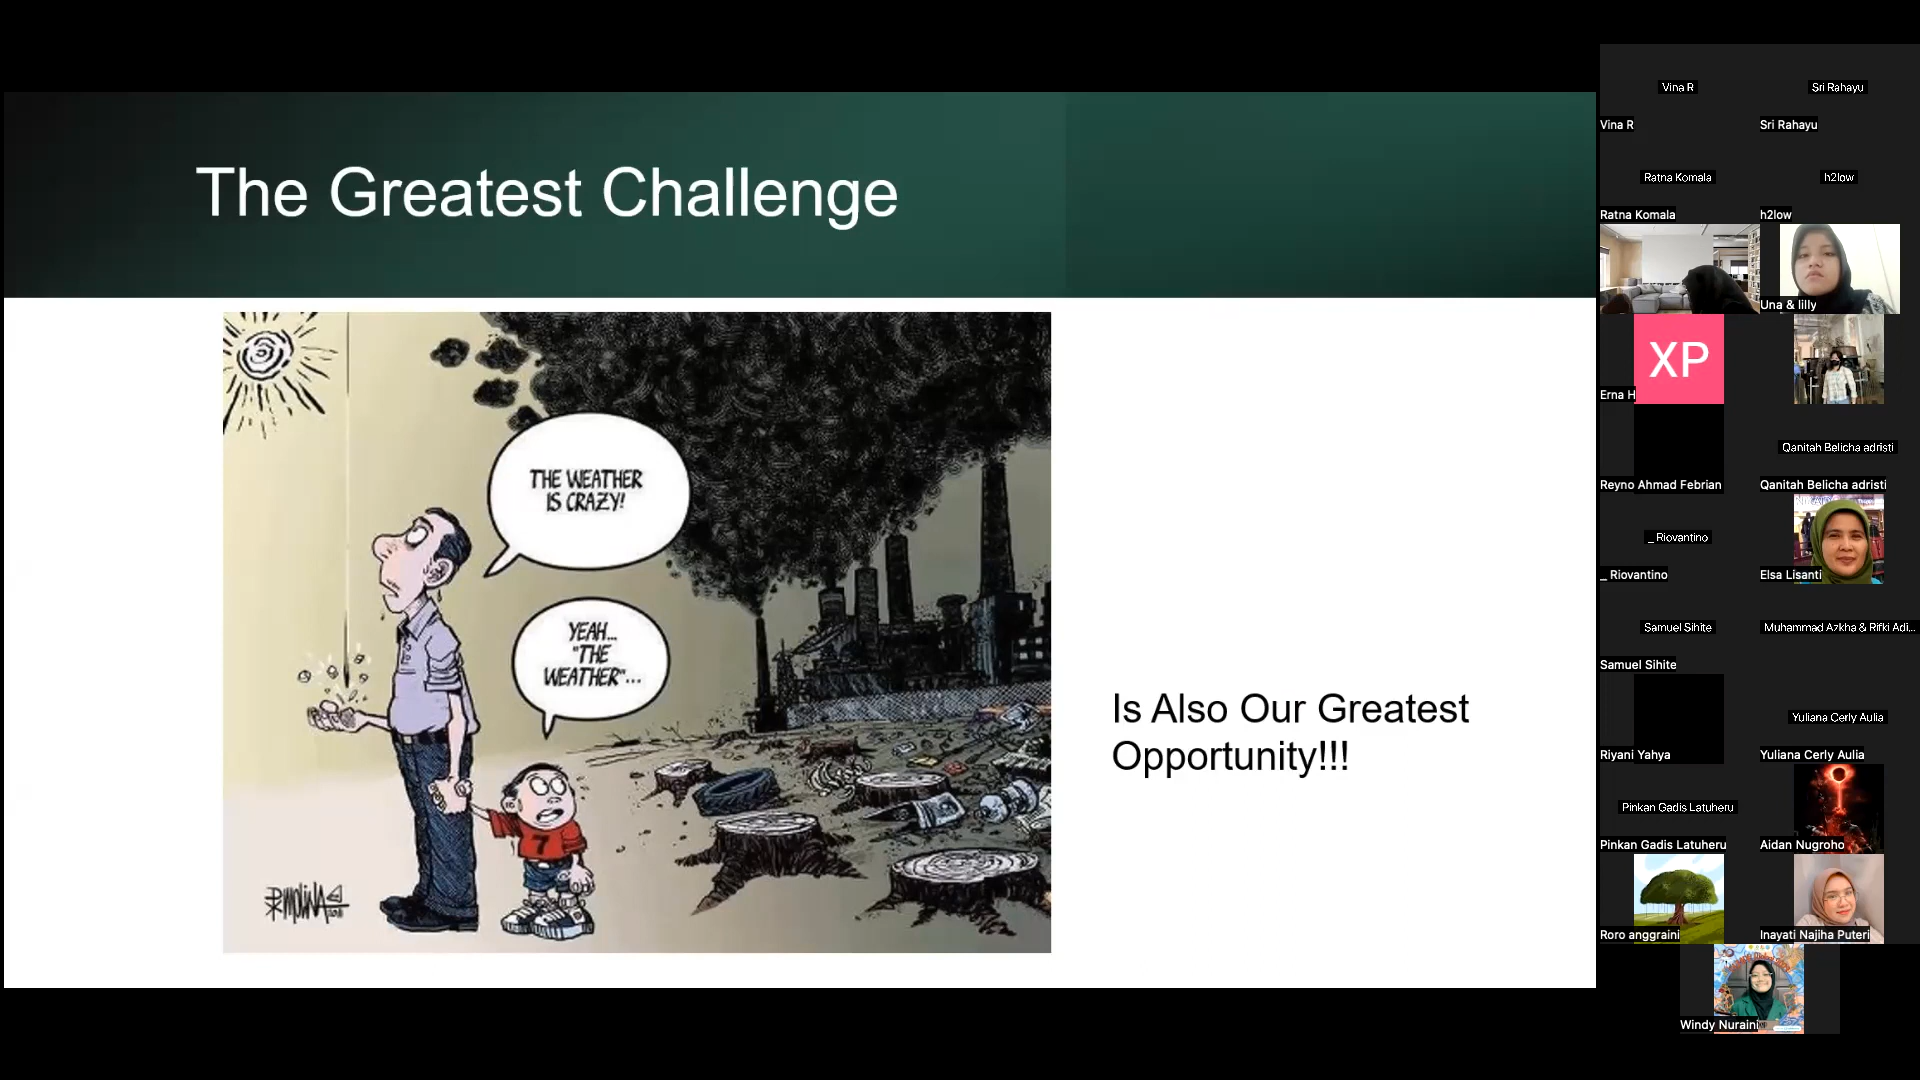 The Greatest Challenge
THE WEATHER
IS CRAZY!
YEAH...
"THE
WEATHER"...
Is Also Our Greatest
Opportunity!!!
Vina R
Vina R
Sri Rahayu
Sri Rahayu
Ratna Komala
Ratna Komala
h2low
h2low
Una & lilly
XP
Erna H
Reyno Ahmad Febrian
Qanitah Belicha adristi
Qanitah Belicha adristi
_ Riovantino
_ Riovantino
Elsa Lisanti
Samuel Sihite
Samuel Sihite
Muhammad Azkha & Rifki Adi...
Riyani Yahya
Yuliana Cerly Aulia
Yuliana Cerly Aulia
Pinkan Gadis Latuheru
Pinkan Gadis Latuheru
Aidan Nugroho
Roro anggraini
Inayati Najiha Puteri
Windy Nuraini
7